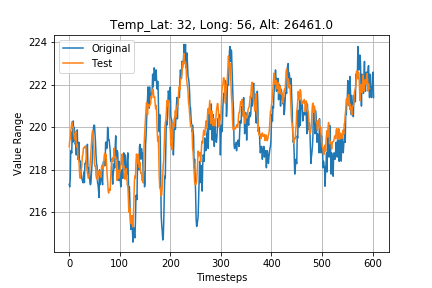 Temp_Lat: 32, Long: 56, Alt: 26461.0
Original
Test
Value Range
224
222
220
218
216
0
100
200
300
400
500
600
Timesteps